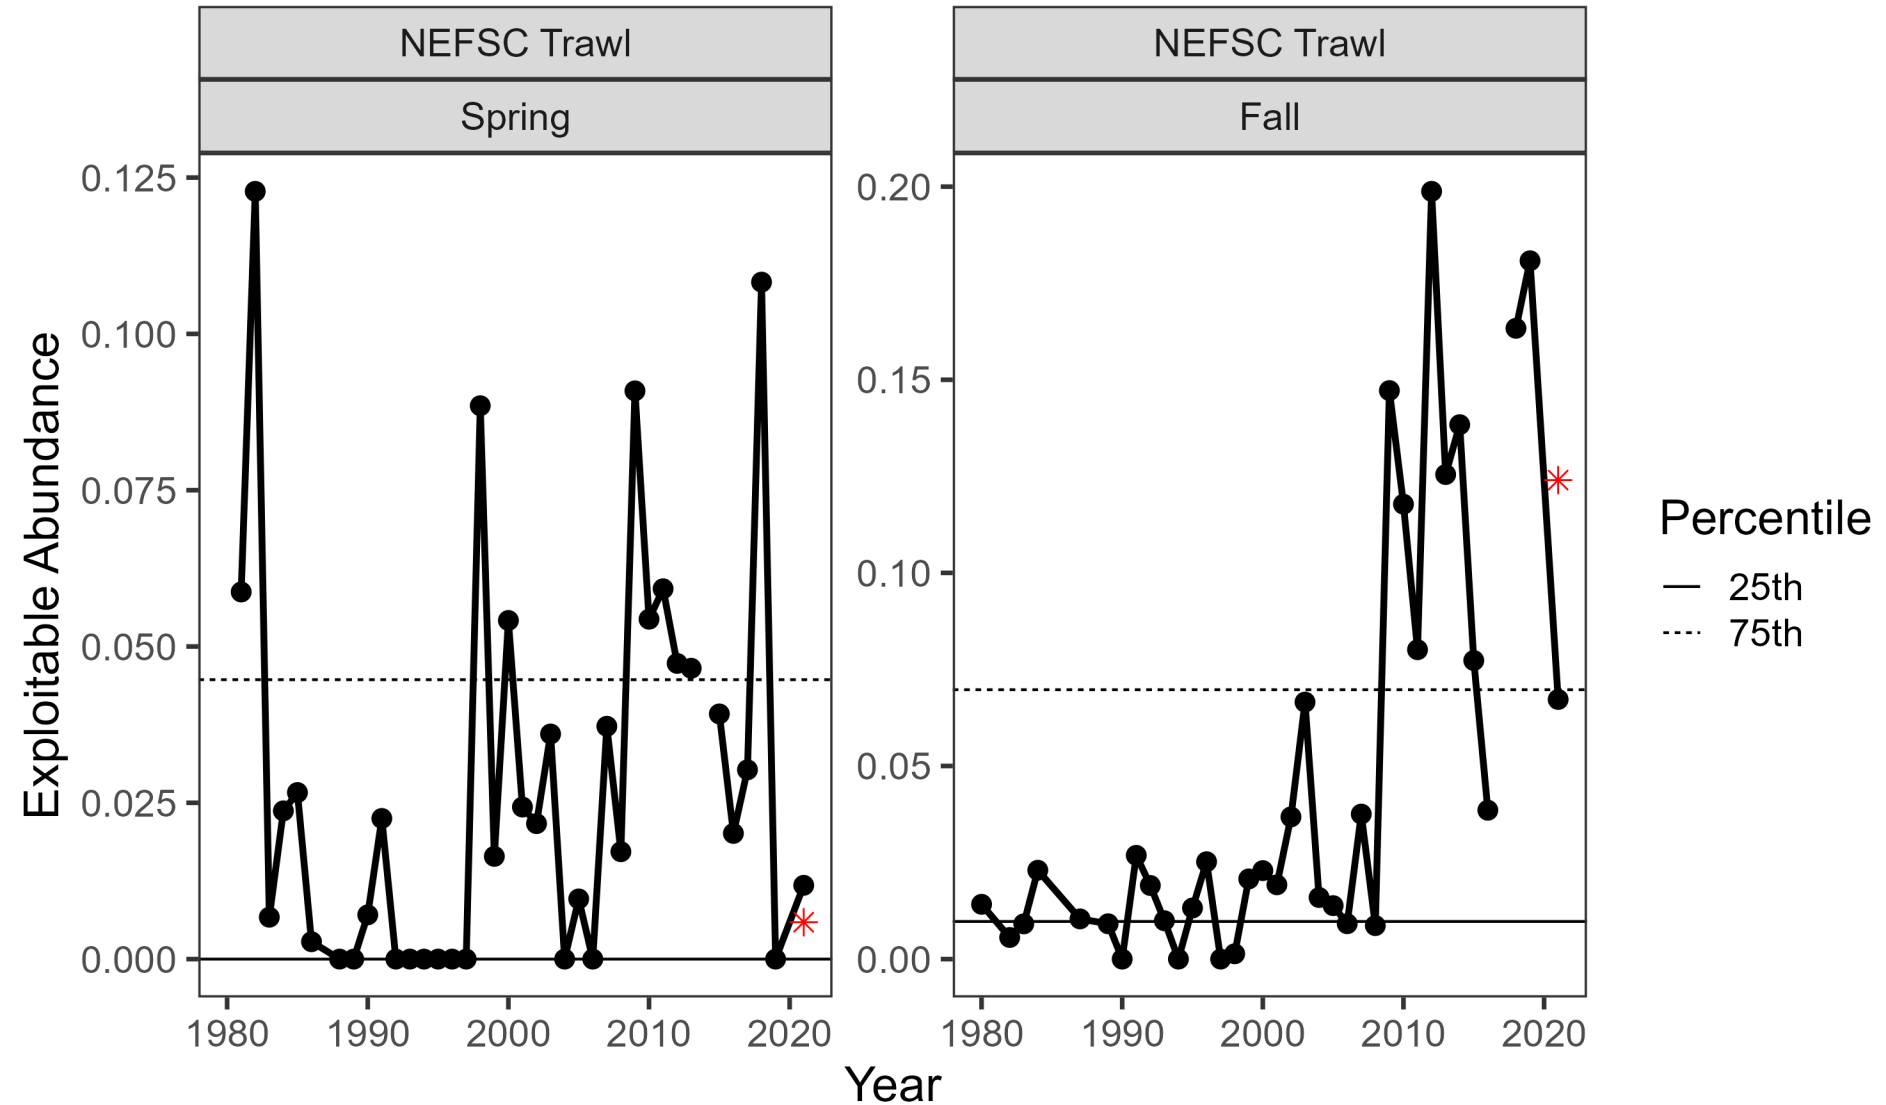 NEFSC Trawl
NEFSC Trawl
Spring
Fall
Exploitable Abundance
0.125
0.100
0.075
0.050
0.025
0.000
0.20
0.15
0.10
0.05
0.00
1980 1990 2000 2010 2020
1980 1990 2000 2010 2020
Year
Percentile
25th
75th